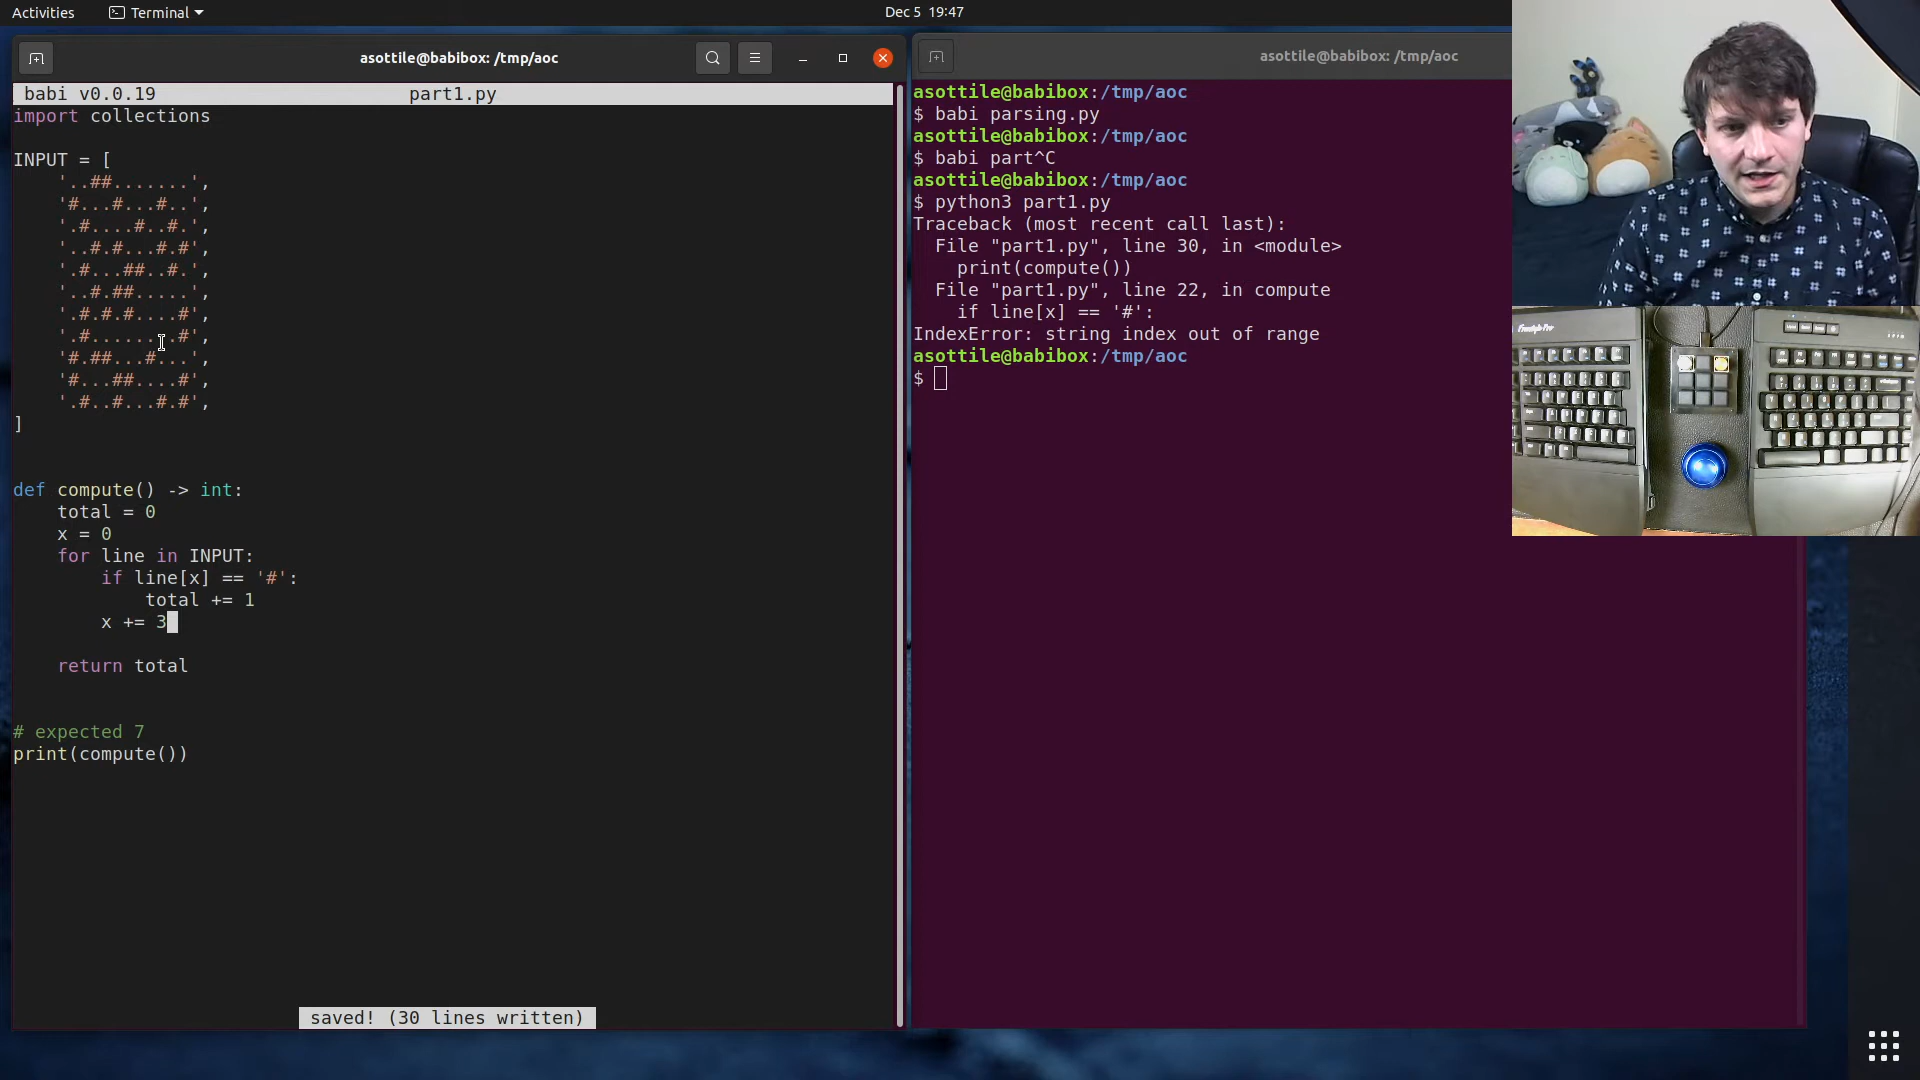 Activities
Terminal
Dec 5 19:47
asottile@babibox: /tmp/aoc
babi v0.0.19 part1.py
import collections
INPUT = [
    '..##.......',
    '#...#...#..',
    '.#....#..#.',
    '..#.#...#.#',
    '.#...##..#.',
    '..#.##.....',
    '.#.#.#....#',
    '.#........#',
    '#.##...#...',
    '#...##....#',
    '.#..#...#.#',
]
def compute() -> int:
    total = 0
    x = 0
    for line in INPUT:
        if line[x] == '#':
            total += 1
        x += 3
    return total
# expected 7
print(compute())
saved! (30 lines written)
asottile@babibox: /tmp/aoc
asottile@babibox:/tmp/aoc
$ babi parsing.py
asottile@babibox:/tmp/aoc
$ babi part^C
asottile@babibox:/tmp/aoc
$ python3 part1.py
Traceback (most recent call last):
  File "part1.py", line 30, in <module>
    print(compute())
  File "part1.py", line 22, in compute
    if line[x] == '#':
IndexError: string index out of range
asottile@babibox:/tmp/aoc
$
Freestyle Pro